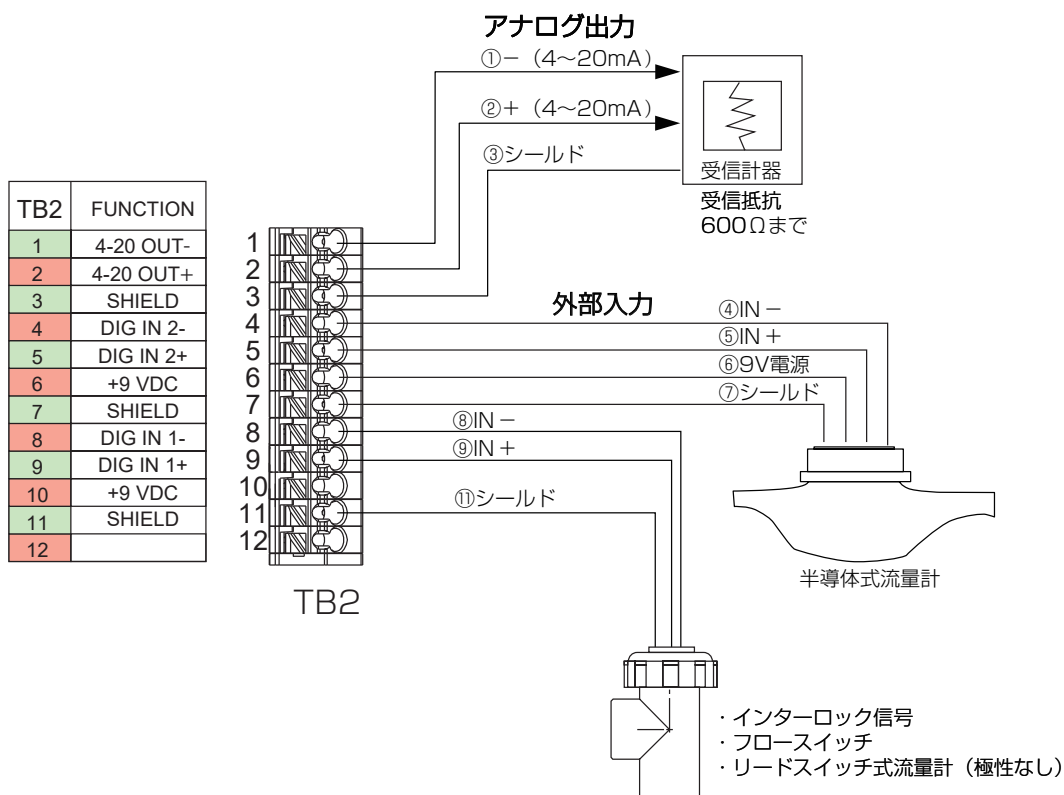 アナログ出力
①－（4～20mA）
②＋（4～20mA）
③シールド
受信計器
受信抵抗
600Ωまで
TB2 FUNCTION
1 4-20 OUT-
2 4-20 OUT+
3 SHIELD
4 DIG IN 2-
5 DIG IN 2+
6 +9 VDC
7 SHIELD
8 DIG IN 1-
9 DIG IN 1+
10 +9 VDC
11 SHIELD
12
1
2
3
4
5
6
7
8
9
10
11
12
TB2
外部入力
④IN－
⑤IN＋
⑥9V電源
⑦シールド
⑧IN－
⑨IN＋
⑪シールド
半導体式流量計
・インターロック信号
・フロースイッチ
・リードスイッチ式流量計（極性なし）